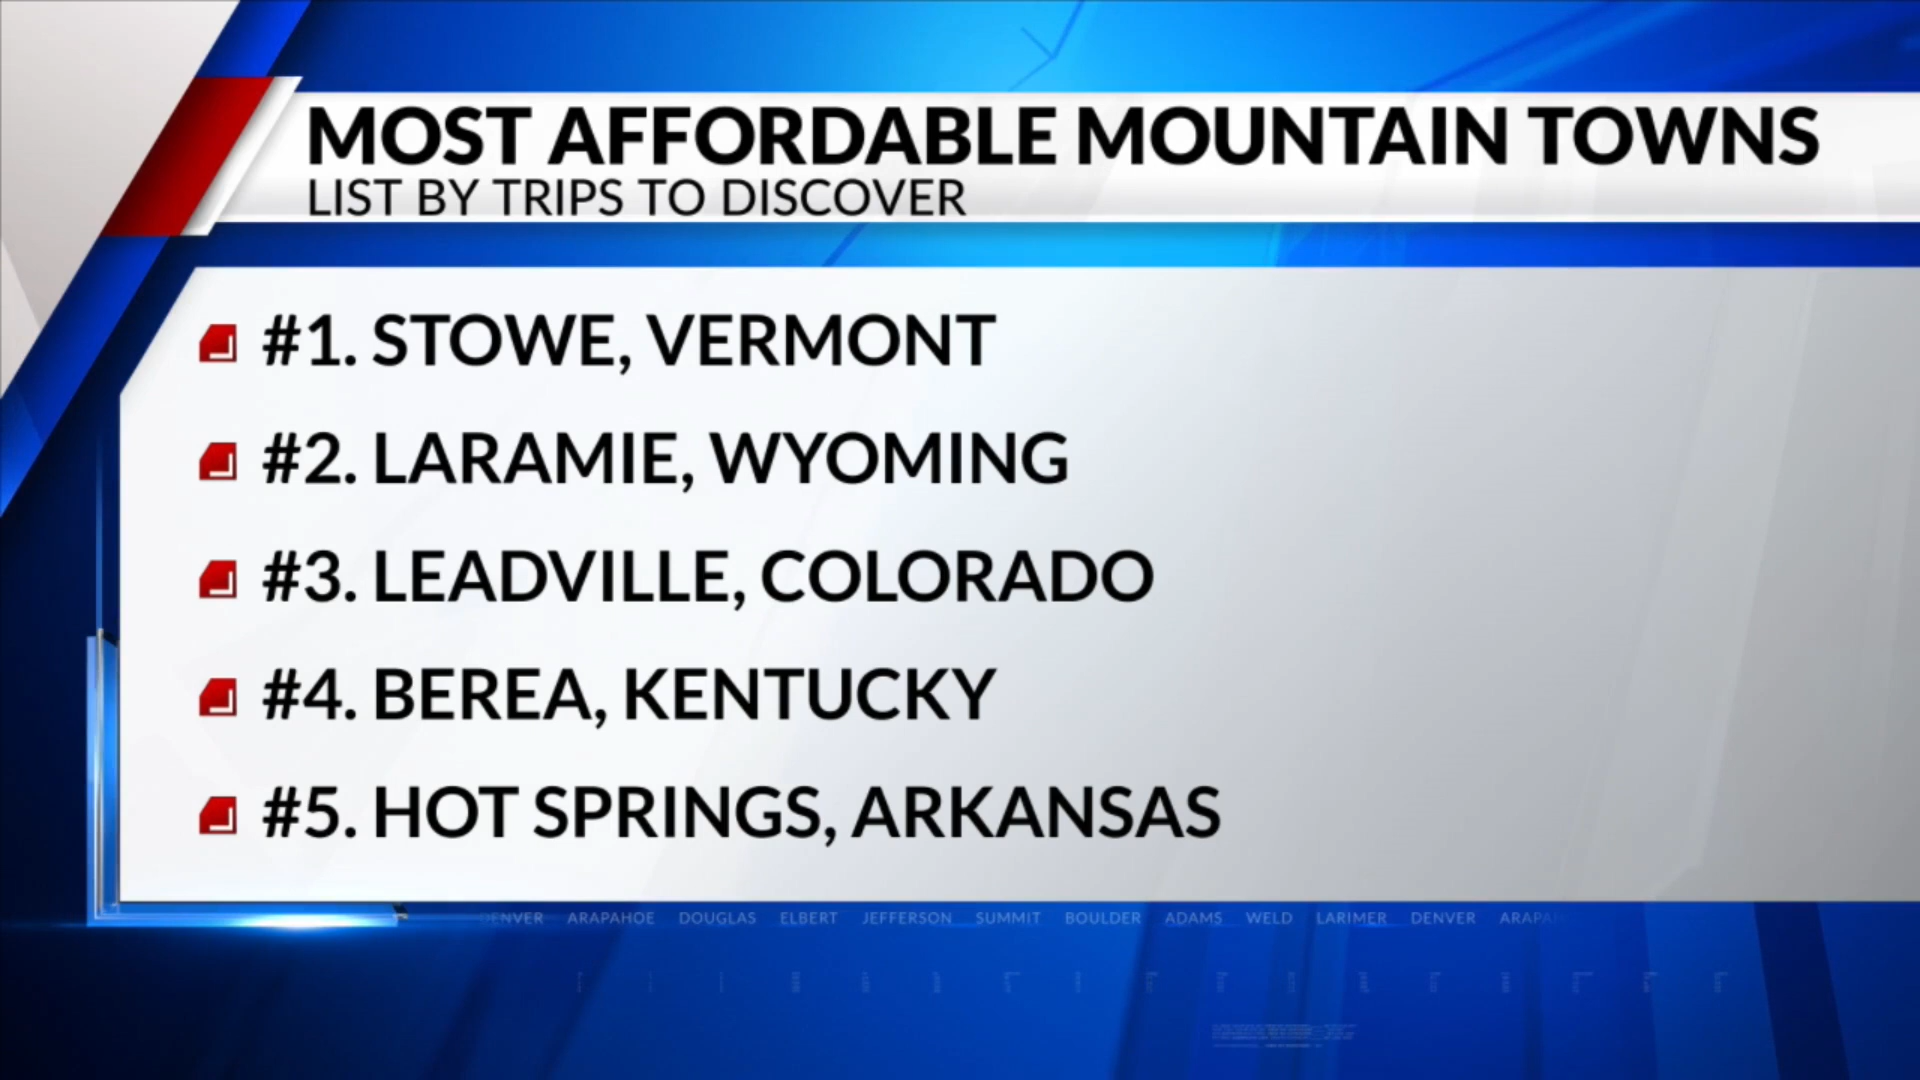 MOST AFFORDABLE MOUNTAIN TOWNS
LIST BY TRIPS TO DISCOVER
#1. STOWE, VERMONT
#2. LARAMIE, WYOMING
#3. LEADVILLE, COLORADO
#4. BEREA, KENTUCKY
#5. HOT SPRINGS, ARKANSAS
DENVER ARAPAHOE DOUGLAS ELBERT JEFFERSON SUMMIT BOULDER ADAMS WELD LARIMER DENVER